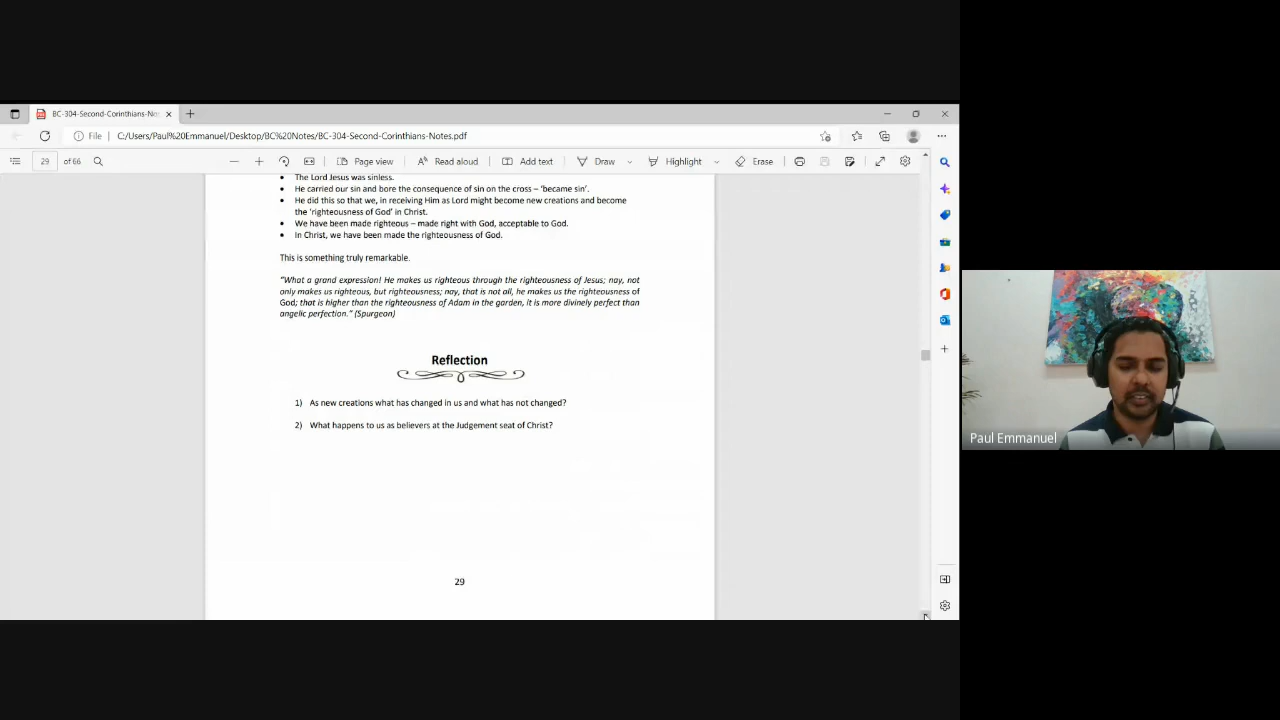 BC-304-Second-Corinthians-No
File
C:/Users/Paul%20Emmanuel/Desktop/BC%20Notes/BC-304-Second-Corinthians-Notes.pdf
29 of 66
Page view
Read aloud
Add text
Draw
Highlight
Erase
• The Lord Jesus was sinless.
• He carried our sin and bore the consequence of sin on the cross – 'became sin'.
• He did this so that we, in receiving Him as Lord might become new creations and become
the 'righteousness of God' in Christ.
• We have been made righteous – made right with God, acceptable to God.
• In Christ, we have been made the righteousness of God.
This is something truly remarkable.
"What a grand expression! He makes us righteous through the righteousness of Jesus; nay, not
only makes us righteous, but righteousness; nay, that is not all, he makes us the righteousness of
God; that is higher than the righteousness of Adam in the garden, it is more divinely perfect than
angelic perfection." (Spurgeon)
Reflection
1) As new creations what has changed in us and what has not changed?
2) What happens to us as believers at the Judgement seat of Christ?
29
Paul Emmanuel